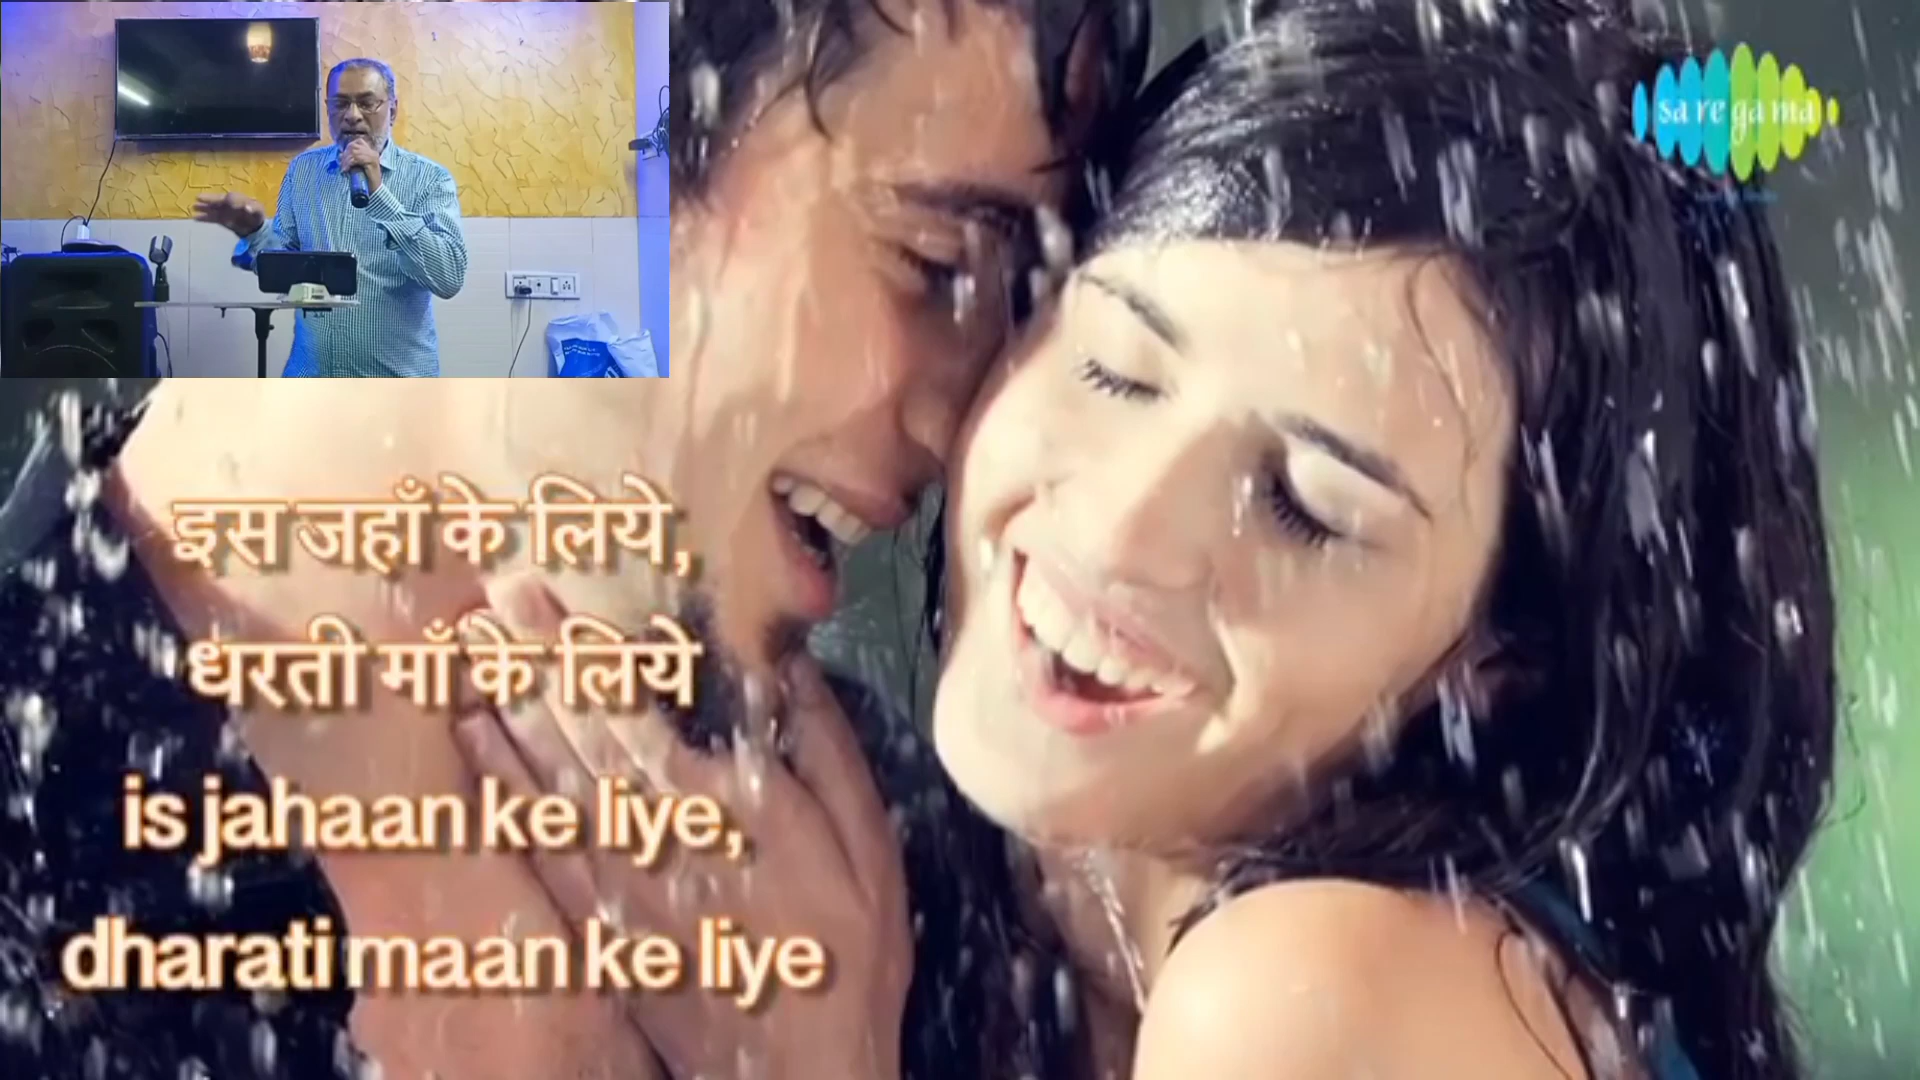 sa re ga ma
इस जहाँ के लिये,
धरती माँ के लिये
is jahaan ke liye,
dharati maan ke liye